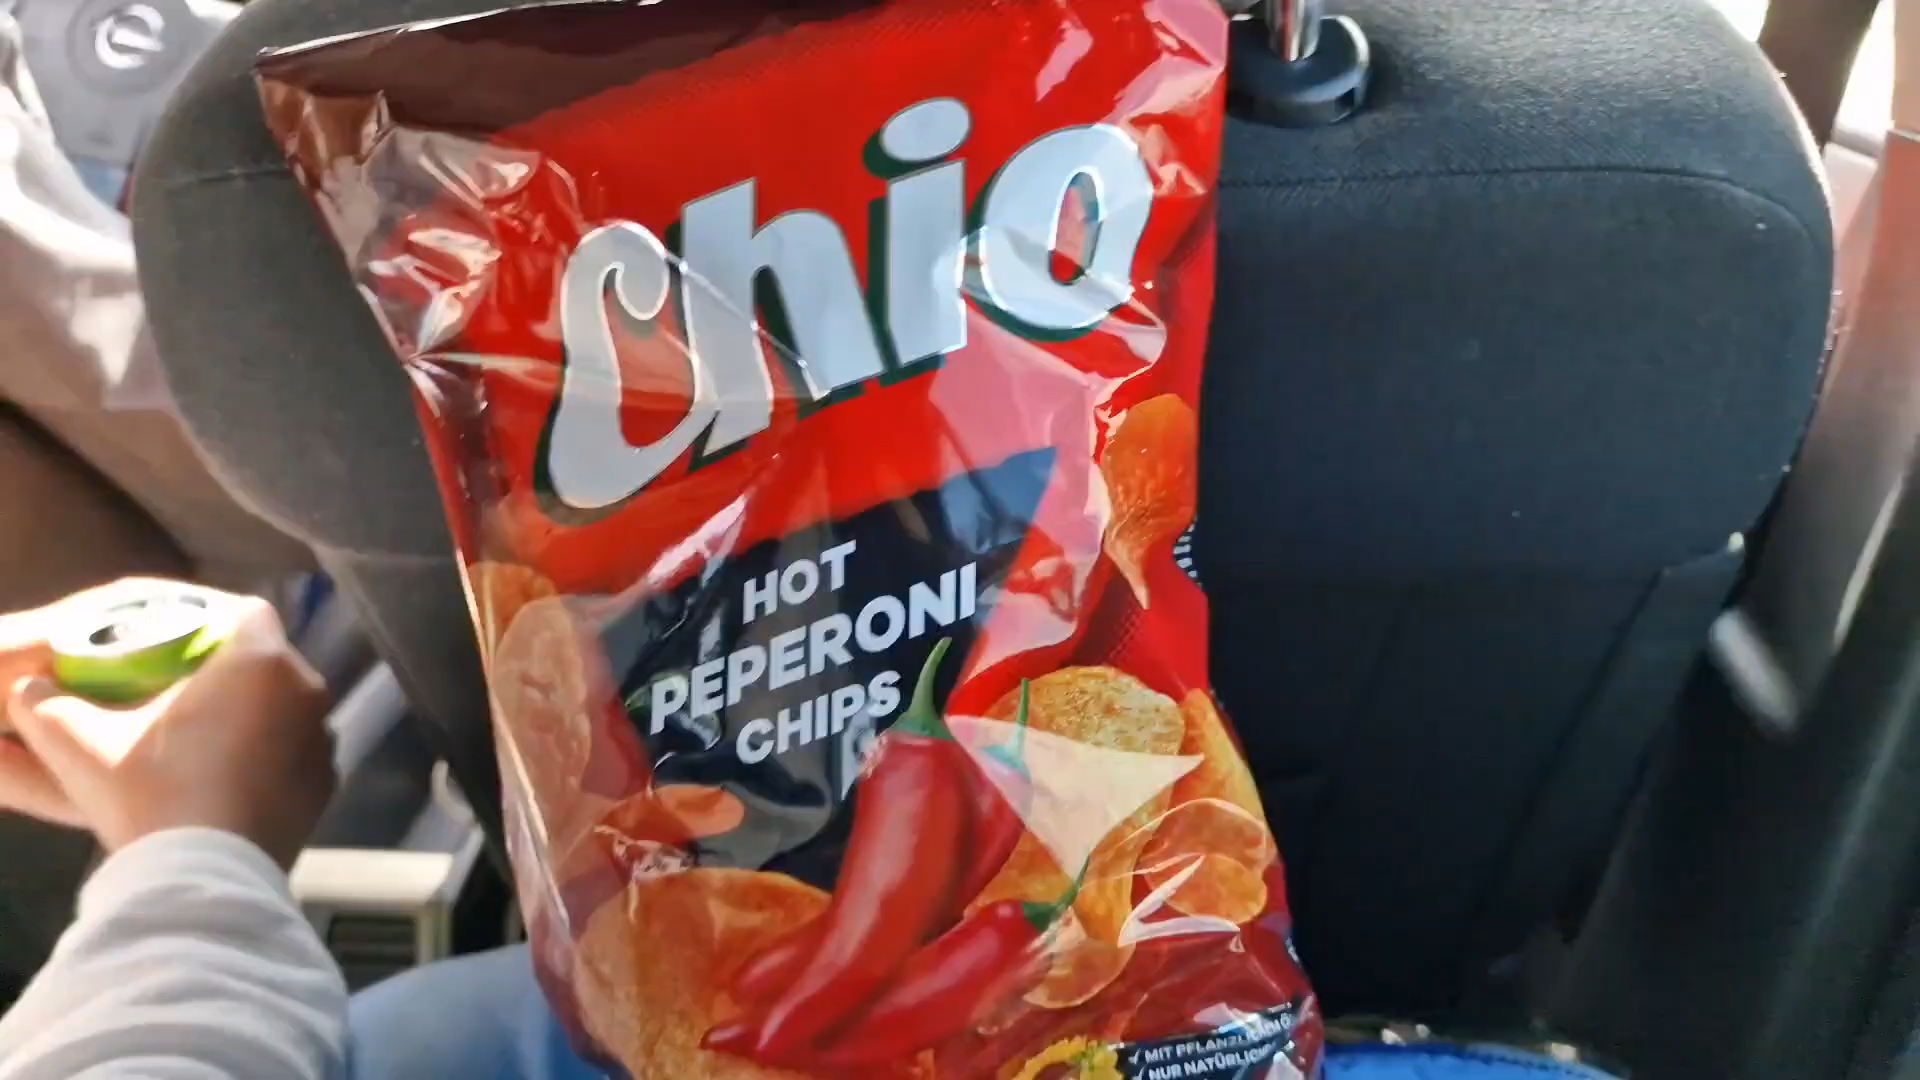 Chio
HOT
PEPERONI
CHIPS
✓ MIT PFLANZLICHEM Ö
✓ NUR NATÜRLICHE